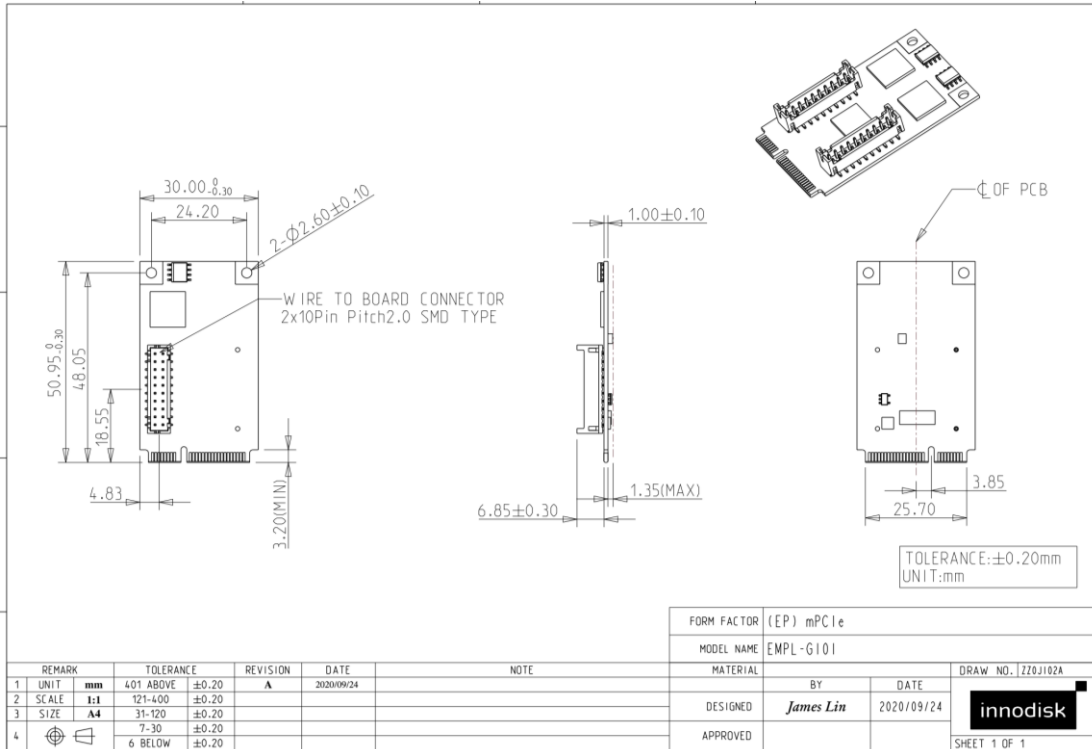 ℄ OF PCB
30.00 0 -0.30
24.20
2-Ø2.60±0.10
1.00±0.10
WIRE TO BOARD CONNECTOR
2x10Pin Pitch2.0 SMD TYPE
50.95 0 -0.30
48.05
18.55
4.83
3.20(MIN)
1.35(MAX)
6.85±0.30
3.85
25.70
TOLERANCE:±0.20mm
UNIT:mm
FORM FACTOR (EP) mPCIe
MODEL NAME EMPL-G101
REMARK TOLERANCE REVISION DATE NOTE MATERIAL DRAW NO. ZZ0J102A
1 UNIT mm 401 ABOVE ±0.20 A 2020/09/24 BY DATE
2 SCALE 1:1 121-400 ±0.20 DESIGNED James Lin 2020/09/24 innodisk
3 SIZE A4 31-120 ±0.20
4 7-30 ±0.20 APPROVED
6 BELOW ±0.20 SHEET 1 OF 1